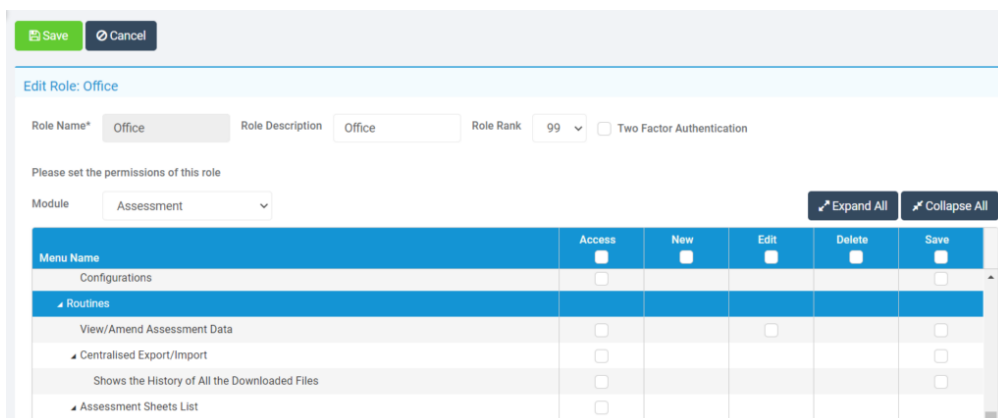 Save Cancel
Edit Role: Office
Role Name* Office Role Description Office Role Rank 99 Two Factor Authentication
Please set the permissions of this role
Module Assessment Expand All Collapse All
Menu Name Access New Edit Delete Save
Configurations
Routines
View/Amend Assessment Data
Centralised Export/Import
Shows the History of All the Downloaded Files
Assessment Sheets List